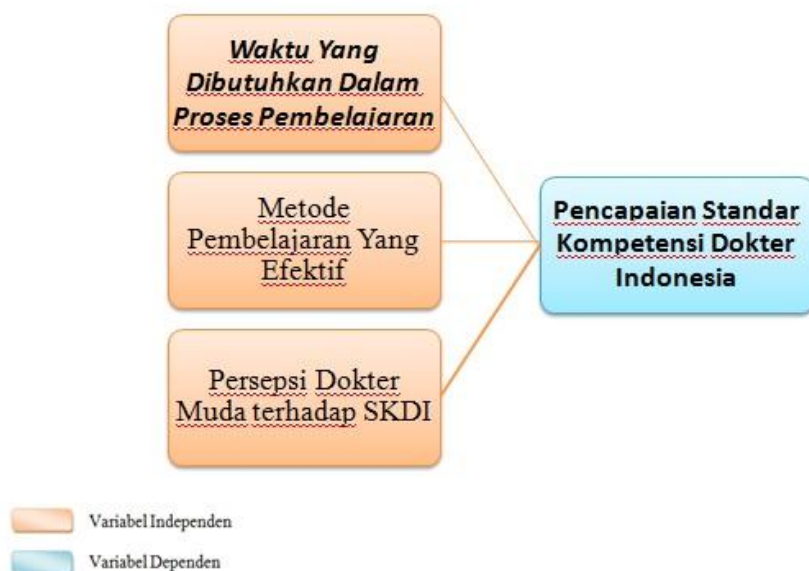 Waktu Yang
Dibutuhkan Dalam
Proses Pembelajaran
Metode
Pembelajaran Yang
Efektif
Persepsi Dokter
Muda terhadap SKDI
Pencapaian Standar
Kompetensi Dokter
Indonesia
Variabel Independen
Variabel Dependen